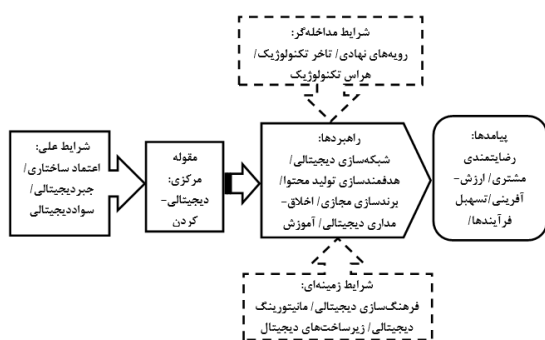 شرایط مداخله‌گر:
رویه‌های نهادی/ تاخر تکنولوژیک/
هراس تکنولوژیک
شرایط علی:
اعتماد ساختاری/
جبردیجیتالی/
سواددیجیتالی
مقوله
مرکزی:
دیجیتالی-
کردن
راهبردها:
شبکه‌سازی دیجیتالی/
هدفمندسازی تولید محتوا/
برندسازی مجازی/ اخلاق-
مداری دیجیتالی/ آموزش
پیامدها:
رضایتمندی
مشتری/ ارزش-
آفرینی/تسهیل
فرآیندها/
شرایط زمینه‌ای:
فرهنگ‌سازی دیجیتالی/ مانیتورینگ
دیجیتالی/ زیرساخت‌های دیجیتال